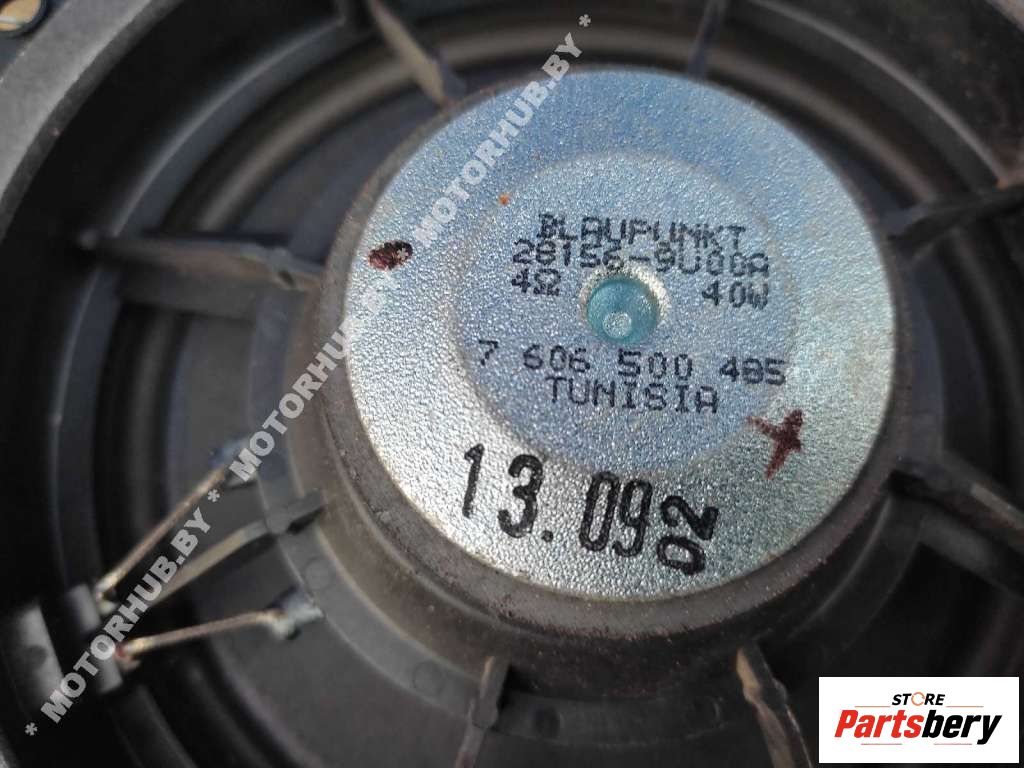 BLAUPUNKT
28156-9U00A
4Ω 40W
7 606 500 485
TUNISIA
13.09 02
* MOTORHUB.BY * MOTORHUB.BY * MOTORHUB.BY * MOTORHUB.BY *
STORE
Partsbery